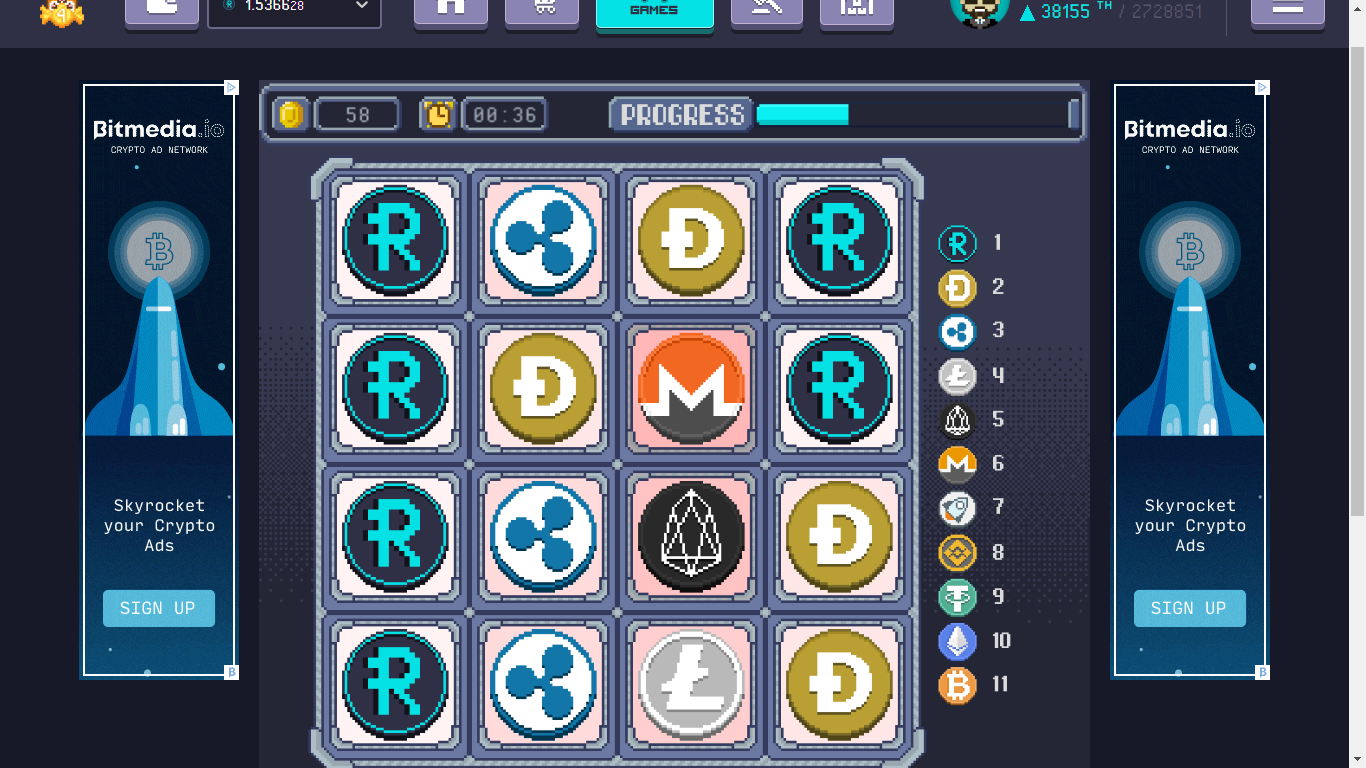 1.536628
GAMES
38155 TH / 2728851
58
00:36
PROGRESS
Bitmedia.io
CRYPTO AD NETWORK
Skyrocket
your Crypto
Ads
SIGN UP
1
2
3
4
5
6
7
8
9
10
11
Bitmedia.io
CRYPTO AD NETWORK
Skyrocket
your Crypto
Ads
SIGN UP